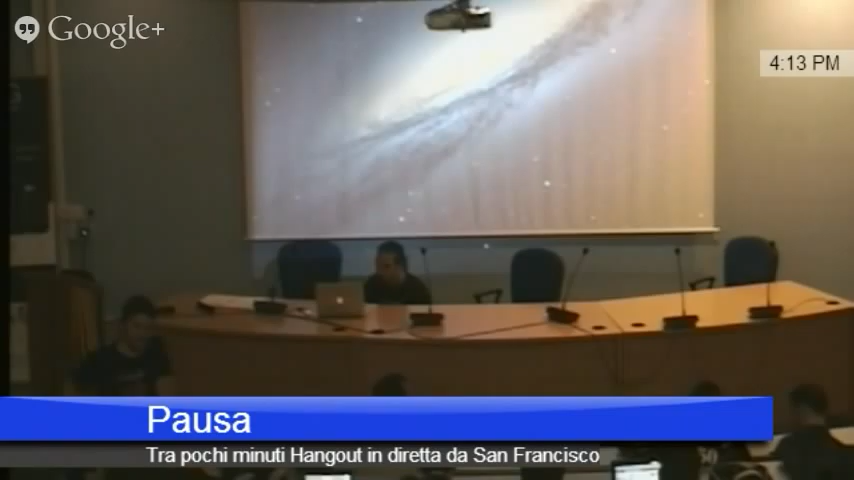 Google+
4:13 PM
Pausa
Tra pochi minuti Hangout in diretta da San Francisco